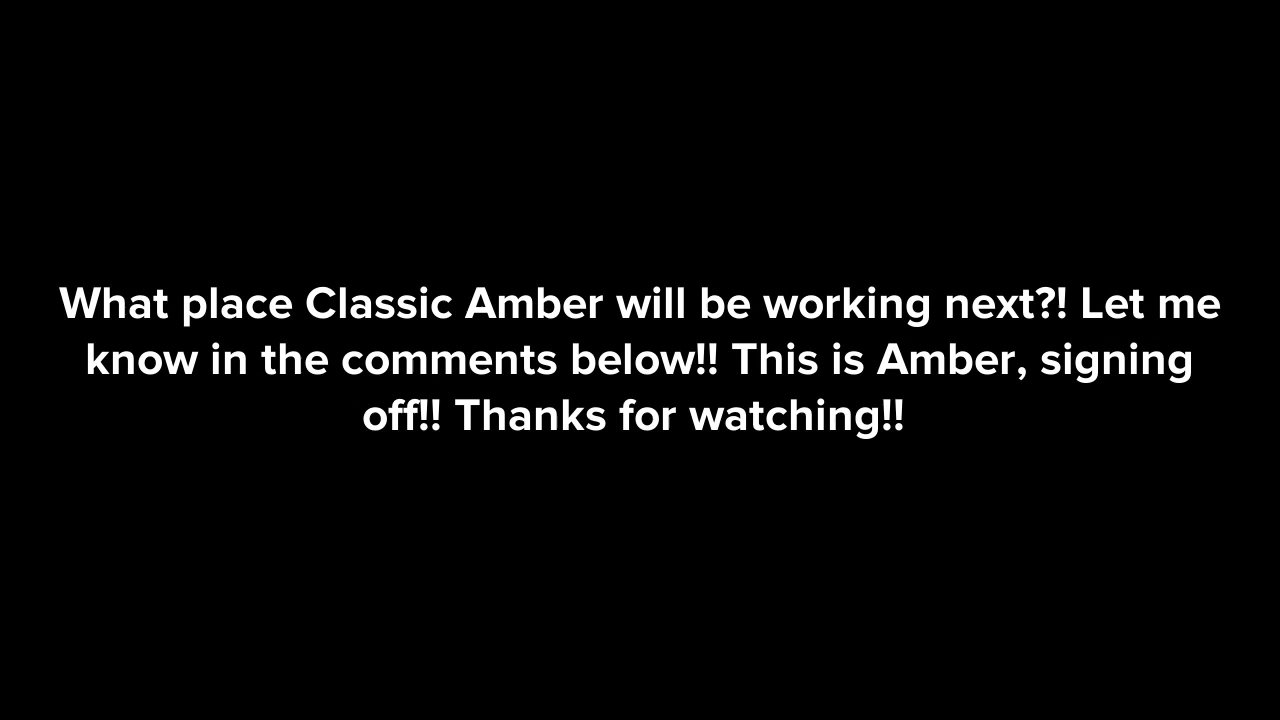 What place Classic Amber will be working next?! Let me
know in the comments below!! This is Amber, signing
off!! Thanks for watching!!